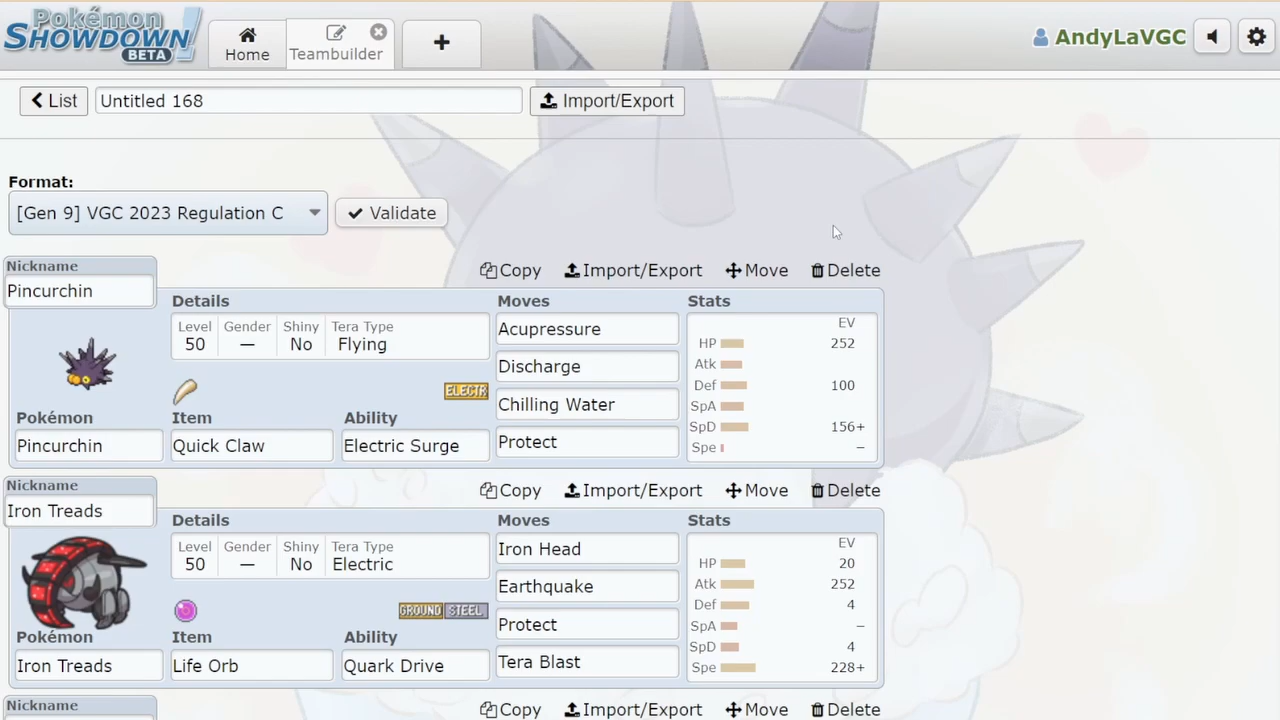 Pokémon
SHOWDOWN!
BETA
Home
Teambuilder
+
AndyLaVGC
List
Untitled 168
Import/Export
Format:
[Gen 9] VGC 2023 Regulation C
Validate
Nickname
Pincurchin
Copy Import/Export Move Delete
Details
Level Gender Shiny Tera Type
50 — No Flying
ELECTR
Pokémon Item Ability
Pincurchin Quick Claw Electric Surge
Moves
Acupressure
Discharge
Chilling Water
Protect
Stats
EV
HP 252
Atk
Def 100
SpA
SpD 156+
Spe –
Nickname
Iron Treads
Copy Import/Export Move Delete
Details
Level Gender Shiny Tera Type
50 — No Electric
GROUND STEEL
Pokémon Item Ability
Iron Treads Life Orb Quark Drive
Moves
Iron Head
Earthquake
Protect
Tera Blast
Stats
EV
HP 20
Atk 252
Def 4
SpA –
SpD 4
Spe 228+
Nickname
Copy Import/Export Move Delete